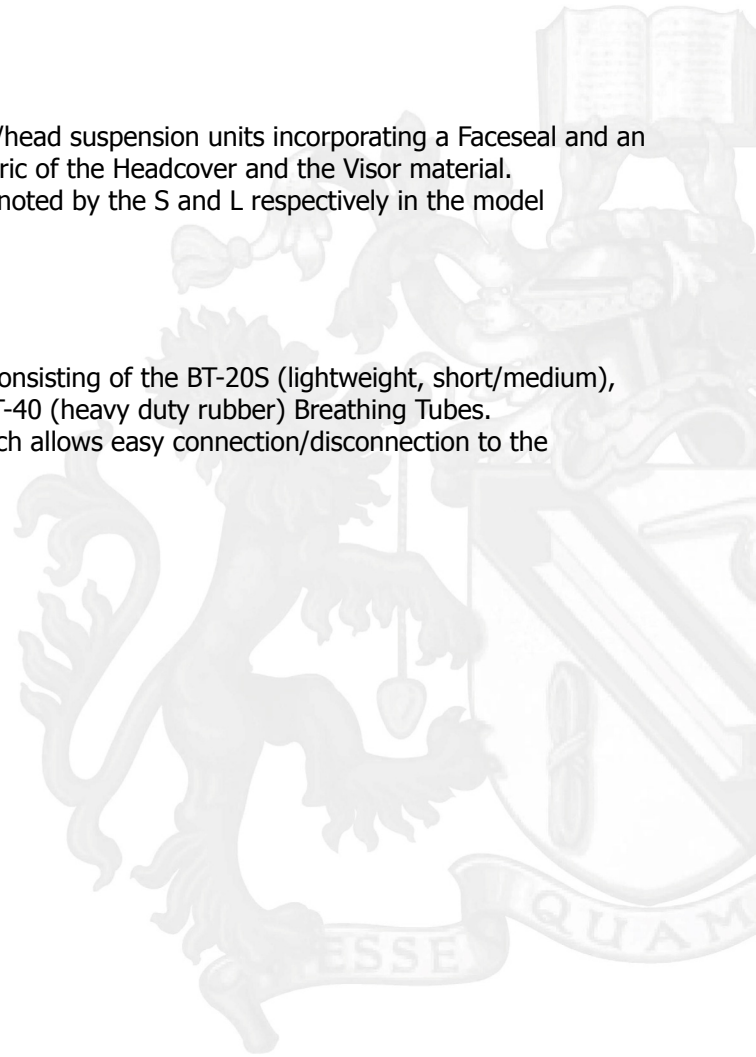 /head suspension units incorporating a Faceseal and an
ric of the Headcover and the Visor material.
noted by the S and L respectively in the model
onsisting of the BT-20S (lightweight, short/medium),
T-40 (heavy duty rubber) Breathing Tubes.
ch allows easy connection/disconnection to the
ESSE QUAM